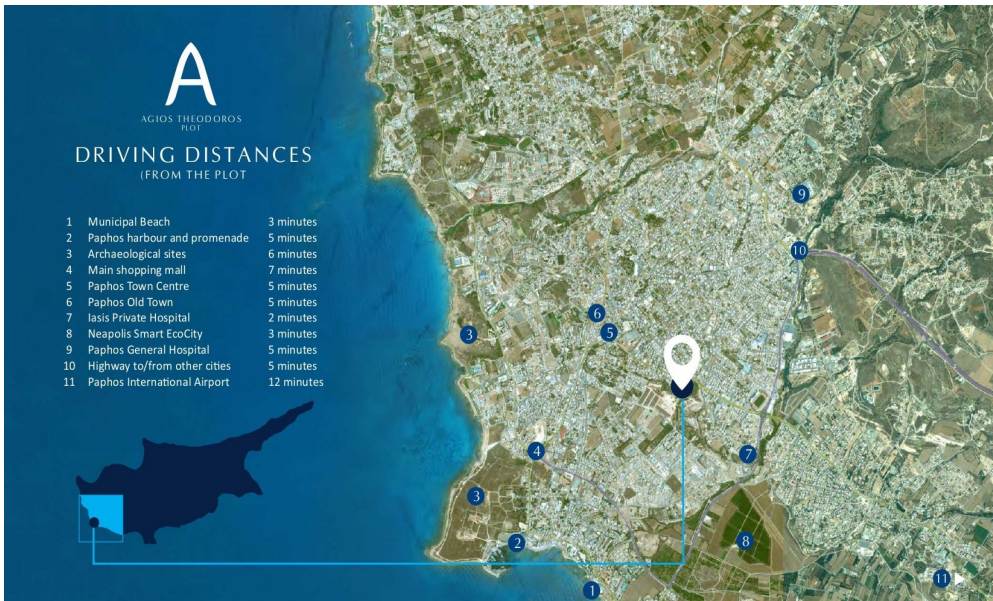 A
AGIOS THEODOROS
PLOT
DRIVING DISTANCES
(FROM THE PLOT
1 Municipal Beach 3 minutes
2 Paphos harbour and promenade 5 minutes
3 Archaeological sites 6 minutes
4 Main shopping mall 7 minutes
5 Paphos Town Centre 5 minutes
6 Paphos Old Town 5 minutes
7 Iasis Private Hospital 2 minutes
8 Neapolis Smart EcoCity 3 minutes
9 Paphos General Hospital 5 minutes
10 Highway to/from other cities 5 minutes
11 Paphos International Airport 12 minutes
9
10
6
5
3
4
7
3
2
8
11
1